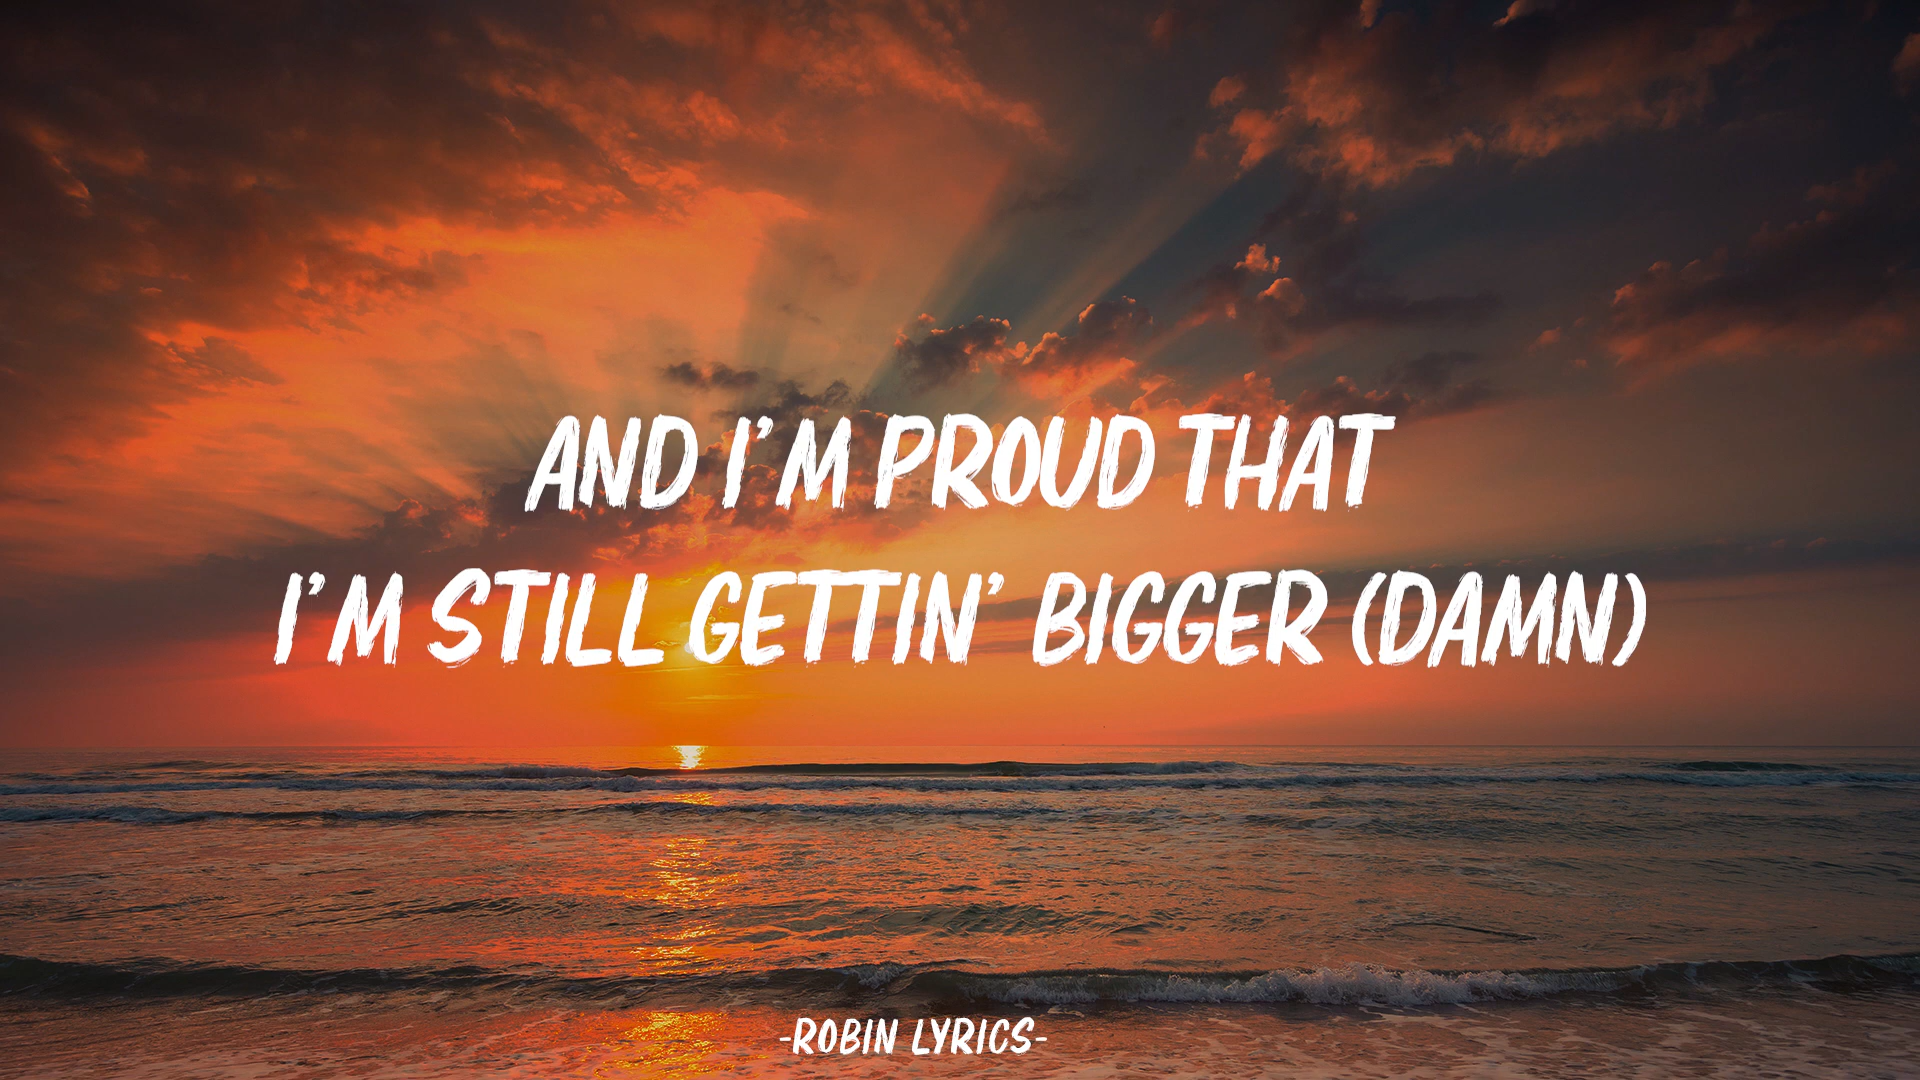 AND I'M PROUD THAT
I'M STILL GETTIN' BIGGER (DAMN)
-ROBIN LYRICS-